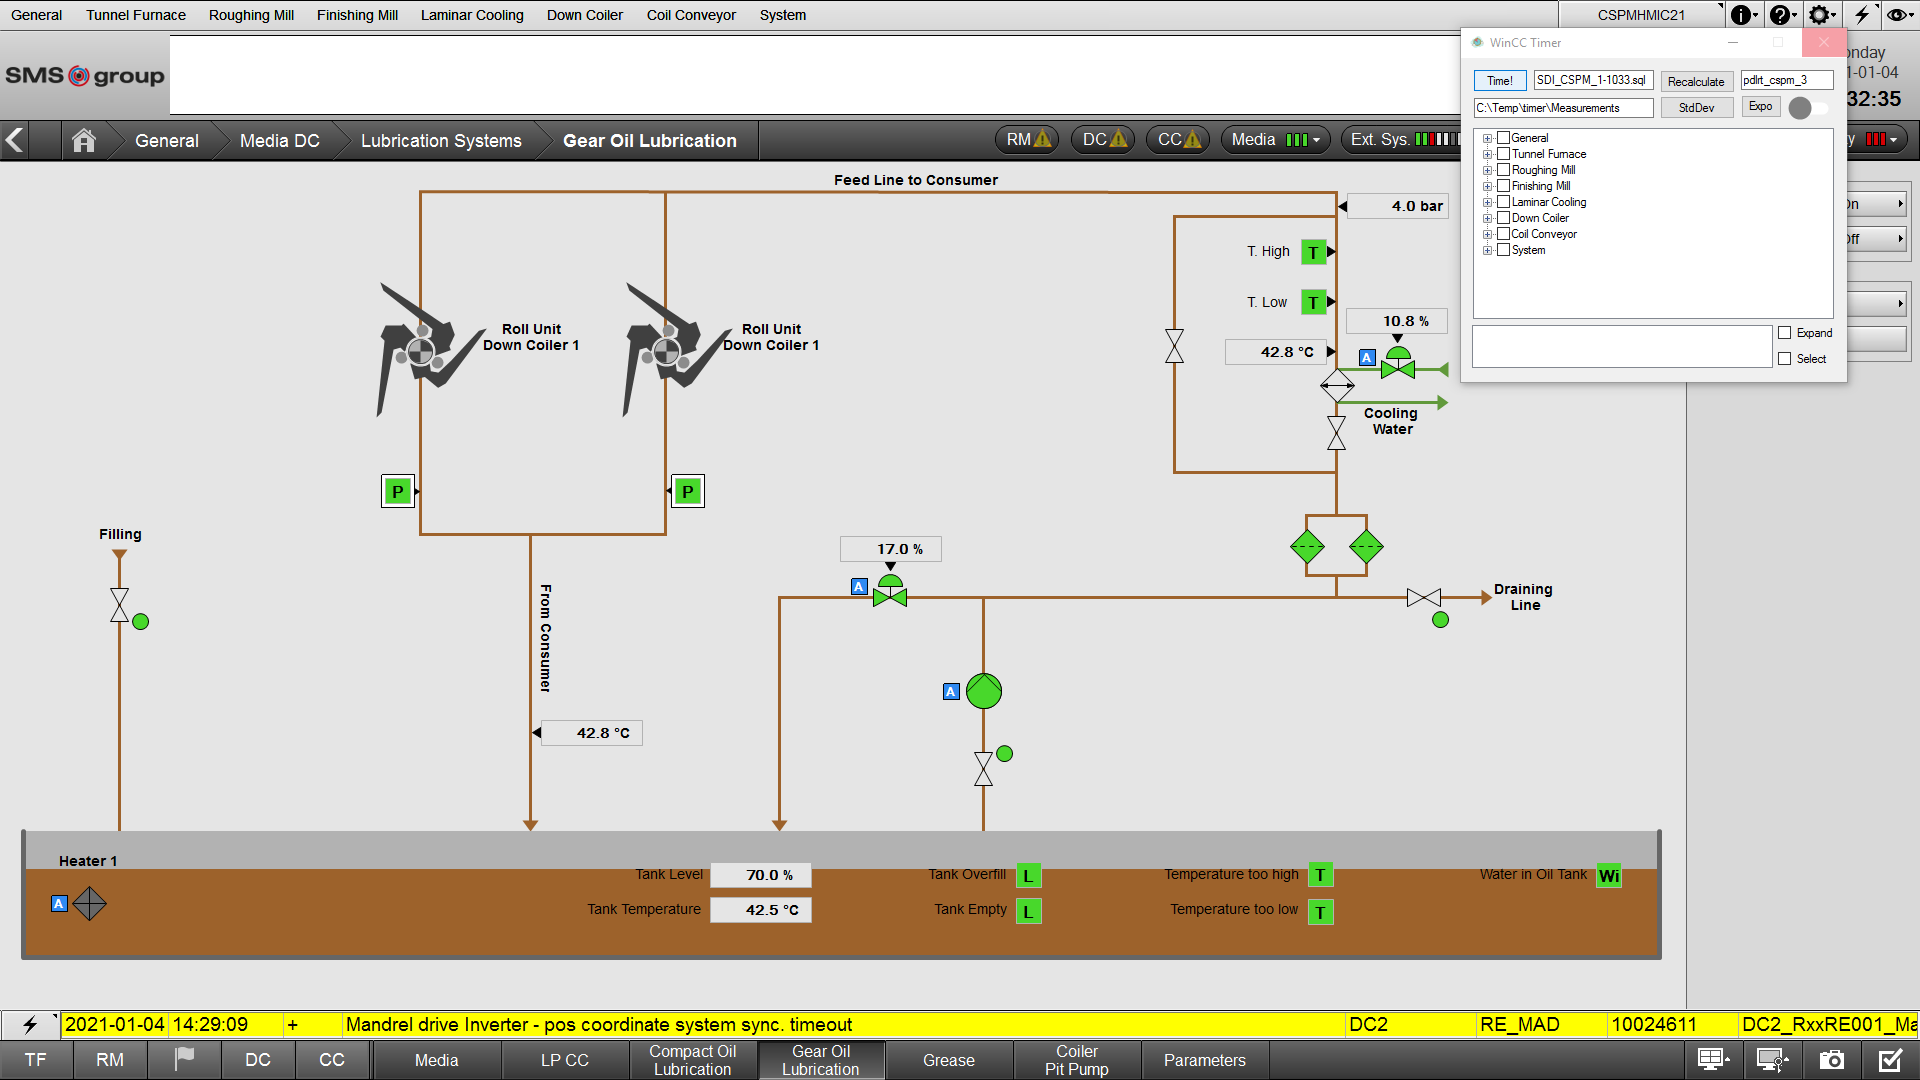 General Tunnel Furnace Roughing Mill Finishing Mill Laminar Cooling Down Coiler Coil Conveyor System CSPMHMIC21
SMS group
WinCC Timer
Time! SDI_CSPM_1-1033.sql Recalculate pdlrt_cspm_3
C:\Temp\timer\Measurements StdDev Expo
General
Tunnel Furnace
Roughing Mill
Finishing Mill
Laminar Cooling
Down Coiler
Coil Conveyor
System
Expand
Select
nday
1-01-04
32:35
General Media DC Lubrication Systems Gear Oil Lubrication RM DC CC Media Ext. Sys. y
On
Off
Feed Line to Consumer
4.0 bar
T. High T
T. Low T
10.8 %
42.8 °C
A
Cooling
Water
Roll Unit
Down Coiler 1
Roll Unit
Down Coiler 1
P
P
Filling
17.0 %
A
From Consumer
Draining
Line
A
42.8 °C
Heater 1
A
Tank Level 70.0 %
Tank Temperature 42.5 °C
Tank Overfill L
Tank Empty L
Temperature too high T
Temperature too low T
Water in Oil Tank Wi
2021-01-04 14:29:09 + Mandrel drive Inverter - pos coordinate system sync. timeout DC2 RE_MAD 10024611 DC2_RxxRE001_Ma
TF RM DC CC Media LP CC Compact Oil Lubrication Gear Oil Lubrication Grease Coiler Pit Pump Parameters